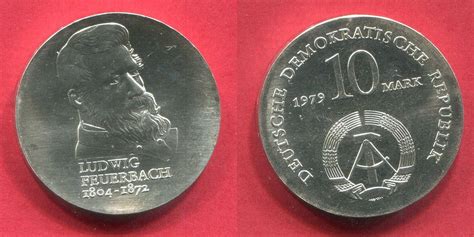 LUDWIG
FEUERBACH
1804-1872
A
DEUTSCHE DEMOKRATISCHE REPUBLIK
1979 10 MARK